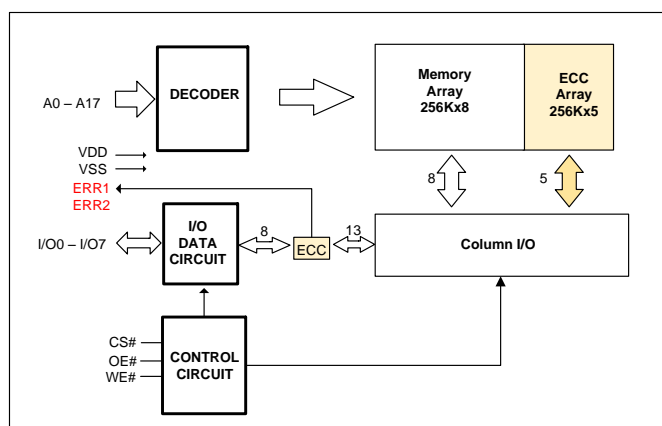 A0 – A17
DECODER
Memory
Array
256Kx8
ECC
Array
256Kx5
VDD
VSS
ERR1
ERR2
8
5
I/O0 – I/O7
I/O
DATA
CIRCUIT
8
ECC
13
Column I/O
CS#
OE#
WE#
CONTROL
CIRCUIT